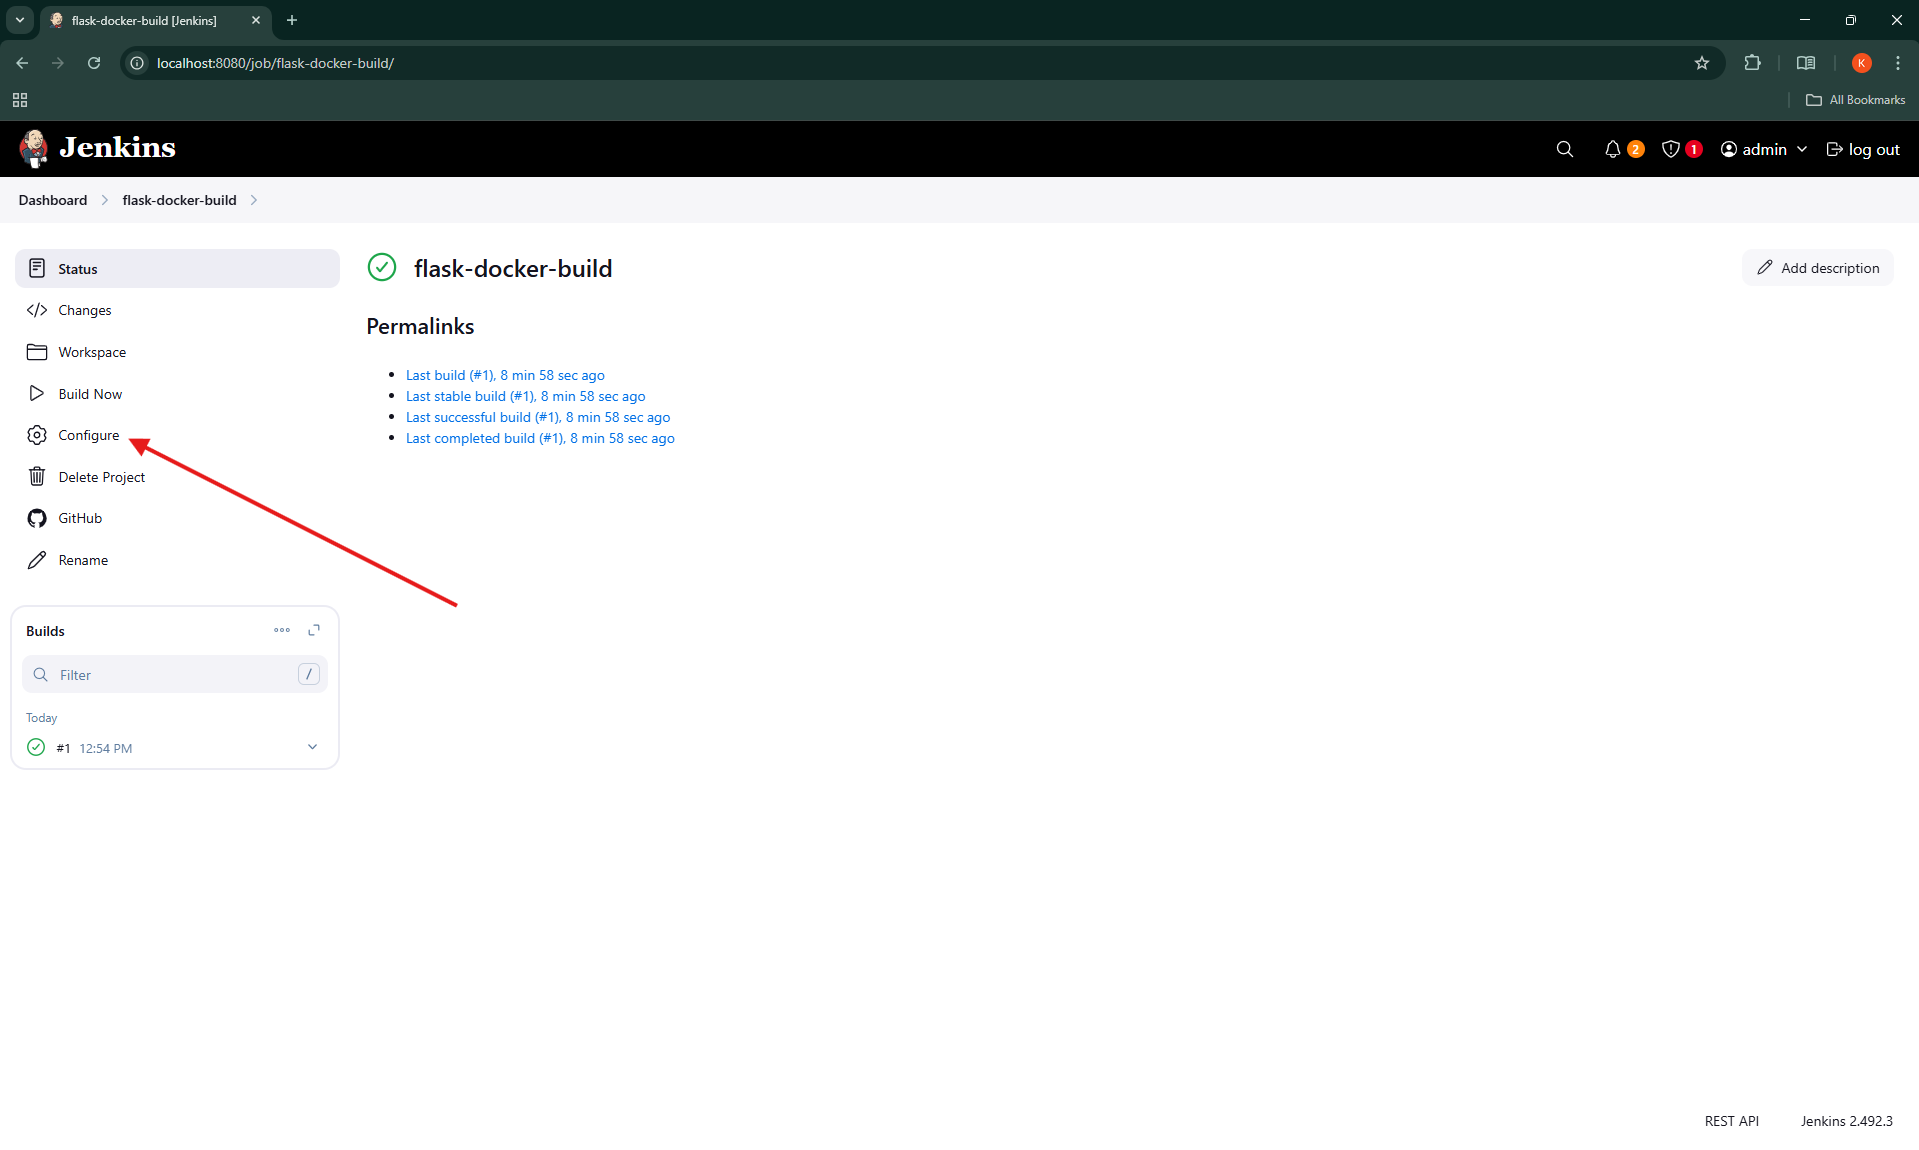 flask-docker-build [Jenkins]
localhost:8080/job/flask-docker-build/
K
All Bookmarks
Jenkins
2
1
admin
log out
Dashboard
flask-docker-build
Status
Changes
Workspace
Build Now
Configure
Delete Project
GitHub
Rename
flask-docker-build
Add description
Permalinks
Last build (#1), 8 min 58 sec ago
Last stable build (#1), 8 min 58 sec ago
Last successful build (#1), 8 min 58 sec ago
Last completed build (#1), 8 min 58 sec ago
Builds
Filter
/
Today
#1 12:54 PM
REST API
Jenkins 2.492.3